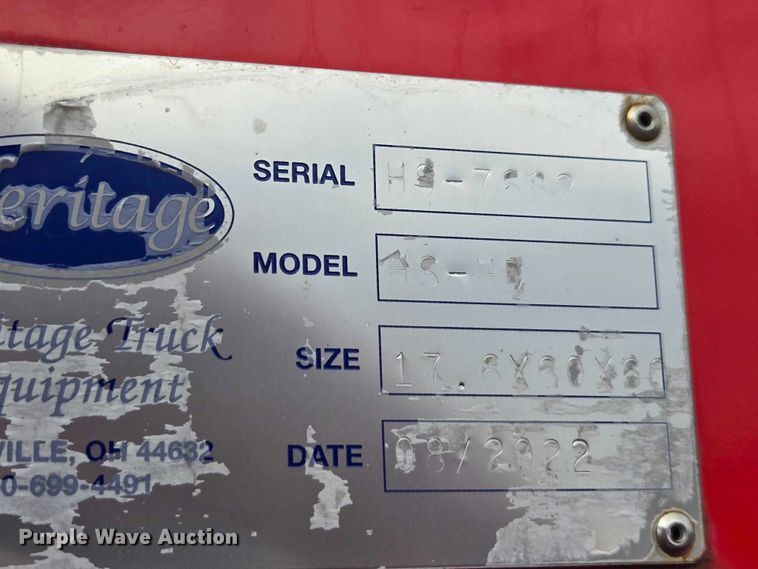 eritage
itage Truck
quipment
VILLE, OH 44632
0-699-4491
SERIAL
MODEL
SIZE
DATE 08/2022
Purple Wave Auction